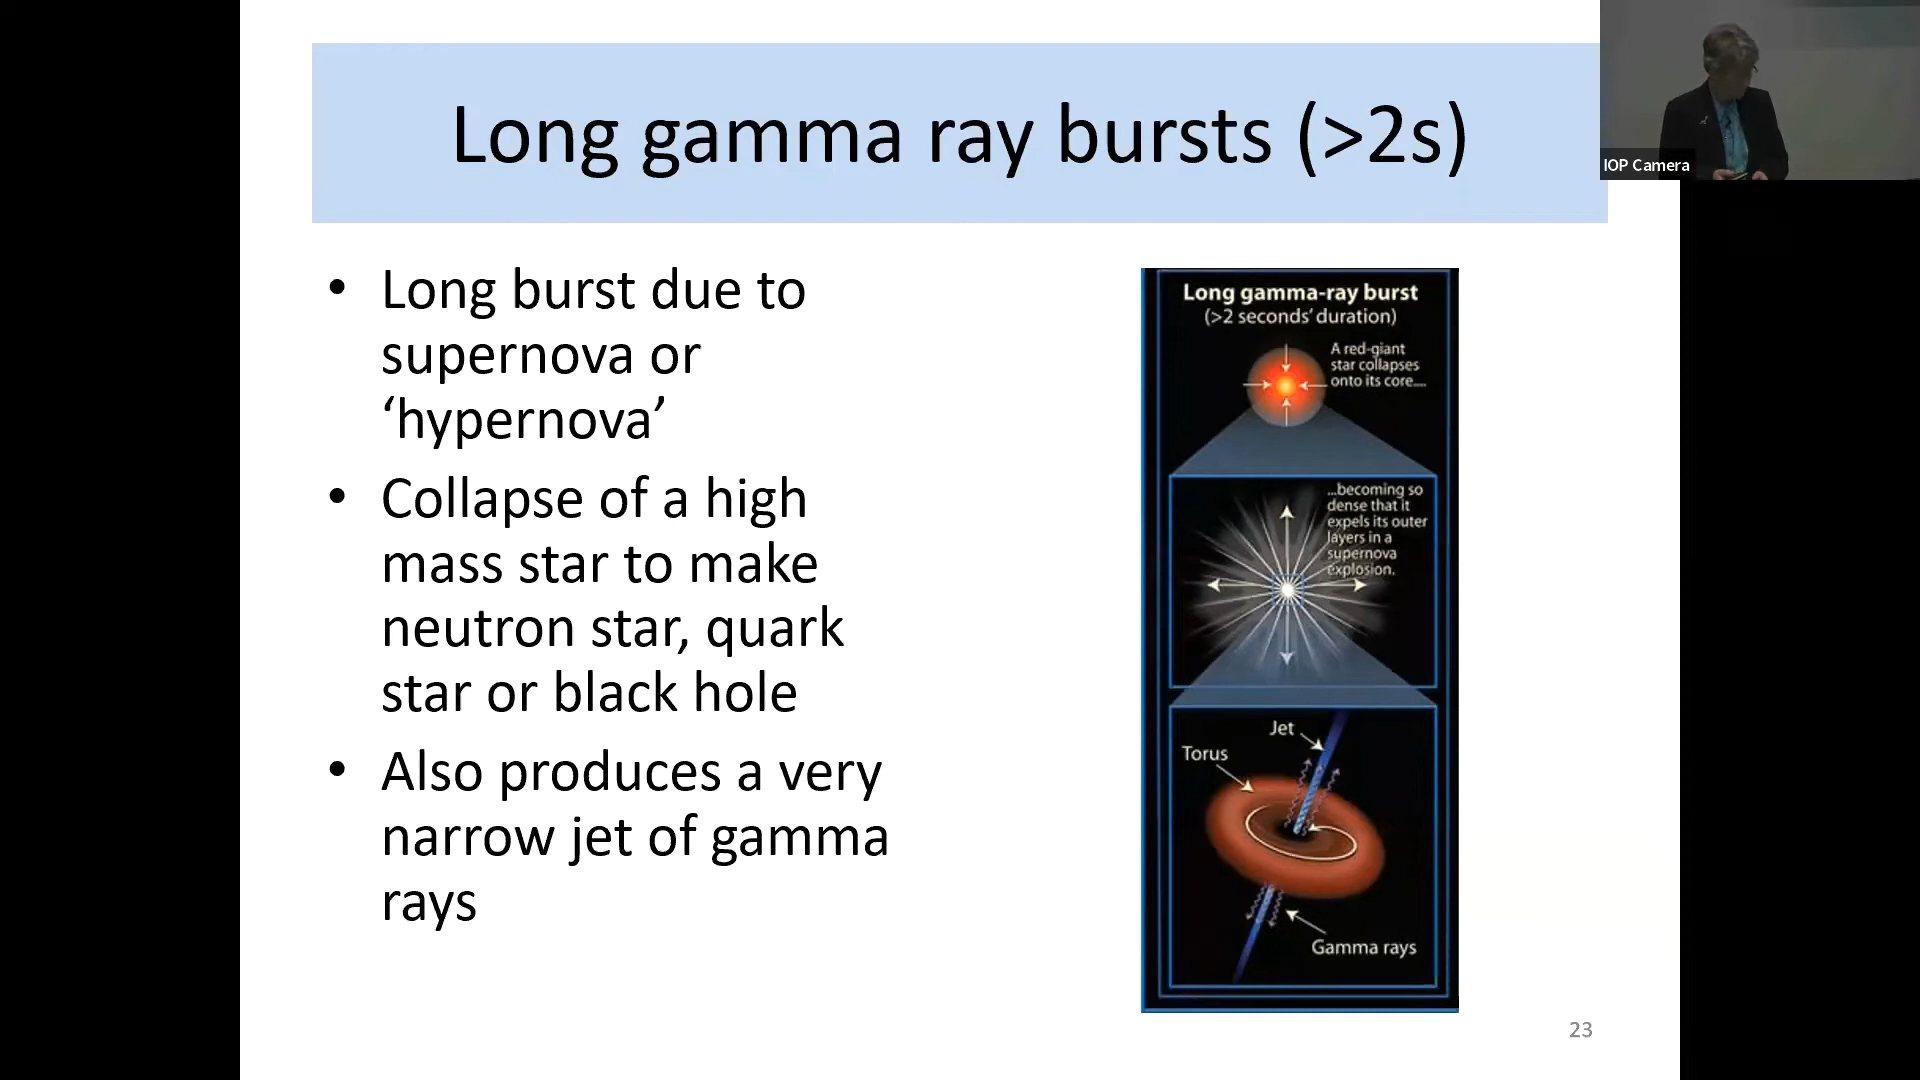 Long gamma ray bursts (>2s)
IOP Camera
• Long burst due to
supernova or
‘hypernova’
• Collapse of a high
mass star to make
neutron star, quark
star or black hole
• Also produces a very
narrow jet of gamma
rays
Long gamma-ray burst
(>2 seconds’ duration)
A red-giant
star collapses
onto its core....
...becoming so
dense that it
expels its outer
layers in a
supernova
explosion.
Jet
Torus
Gamma rays
23